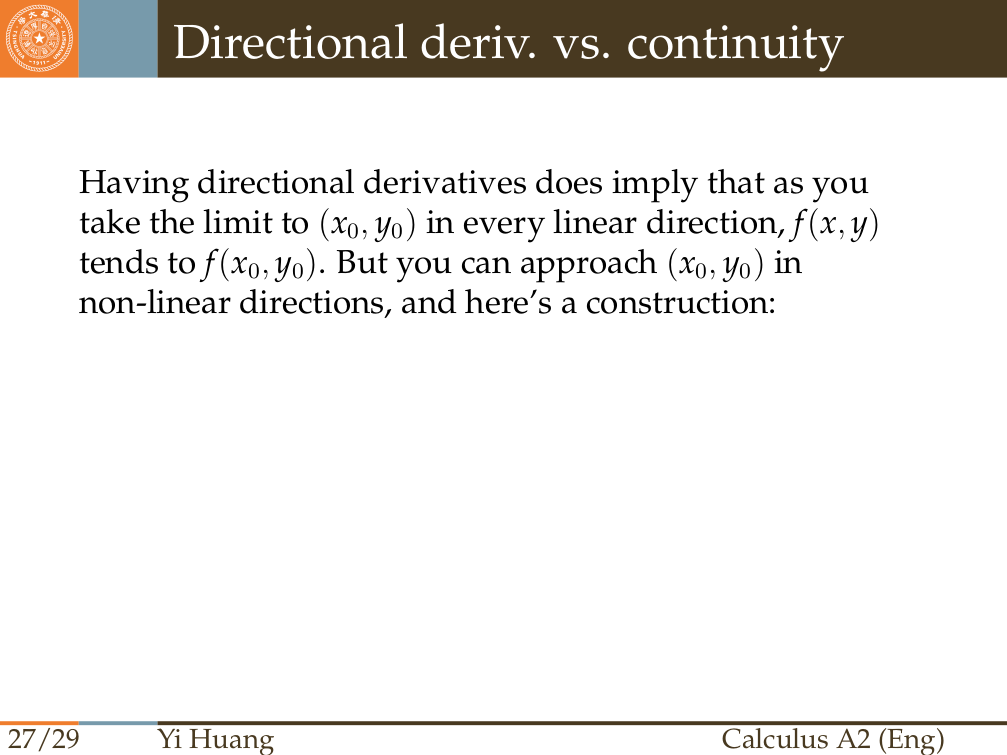 Directional deriv. vs. continuity
Having directional derivatives does imply that as you
take the limit to (x₀, y₀) in every linear direction, f(x, y)
tends to f(x₀, y₀). But you can approach (x₀, y₀) in
non-linear directions, and here’s a construction:
27/29 Yi Huang Calculus A2 (Eng)